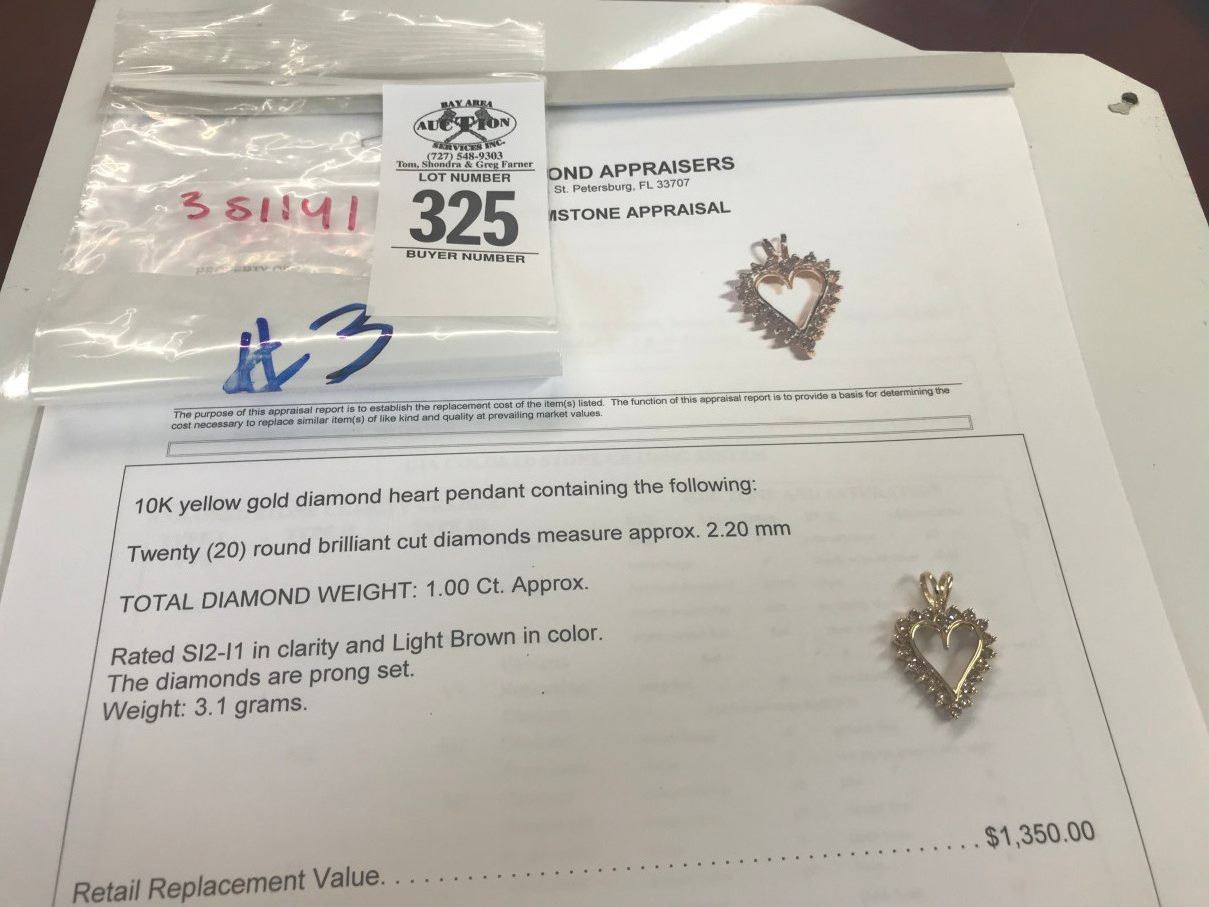 BAY AREA
AUCTION
SERVICES INC.
(727) 548-9303
Tom, Shondra & Greg Farner
LOT NUMBER
325
BUYER NUMBER
381141
#3
OND APPRAISERS
St. Petersburg, FL 33707
MSTONE APPRAISAL
The purpose of this appraisal report is to establish the replacement cost of the item(s) listed. The function of this appraisal report is to provide a basis for determining the
cost necessary to replace similar item(s) of like kind and quality at prevailing market values.
10K yellow gold diamond heart pendant containing the following:
Twenty (20) round brilliant cut diamonds measure approx. 2.20 mm
TOTAL DIAMOND WEIGHT: 1.00 Ct. Approx.
Rated SI2-I1 in clarity and Light Brown in color.
The diamonds are prong set.
Weight: 3.1 grams.
Retail Replacement Value. . . . . . . . . . . . . . . . . . . . . . . . . . . . . . . . . . . . . . . . $1,350.00